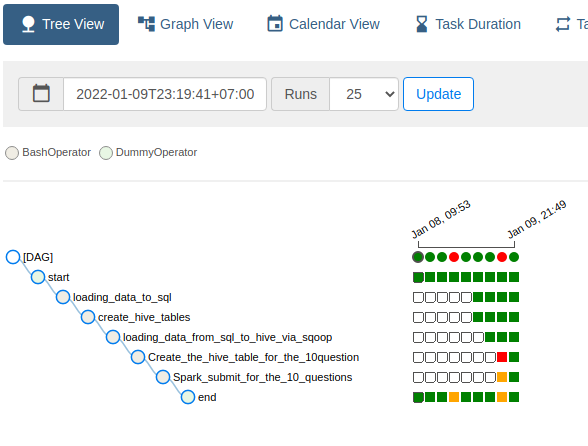 Tree View Graph View Calendar View Task Duration Ta
2022-01-09T23:19:41+07:00 Runs 25 Update
BashOperator DummyOperator
Jan 08, 09:53 Jan 09, 21:49
[DAG]
start
loading_data_to_sql
create_hive_tables
loading_data_from_sql_to_hive_via_sqoop
Create_the_hive_table_for_the_10question
Spark_submit_for_the_10_questions
end